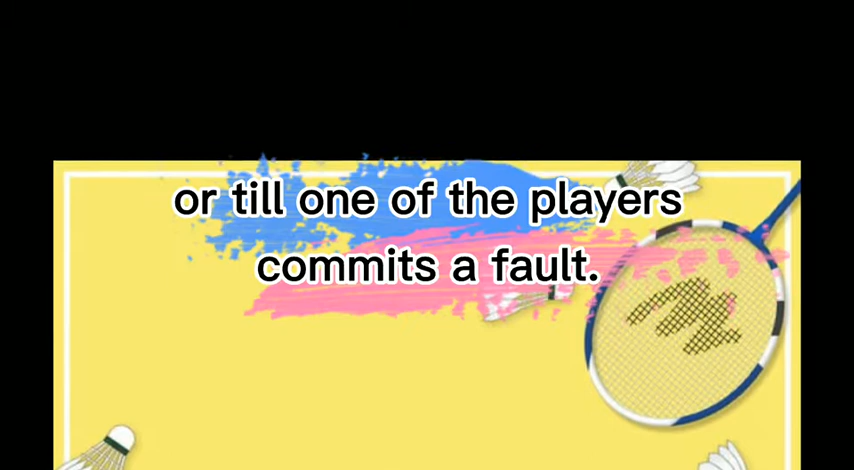 or till one of the players
commits a fault.